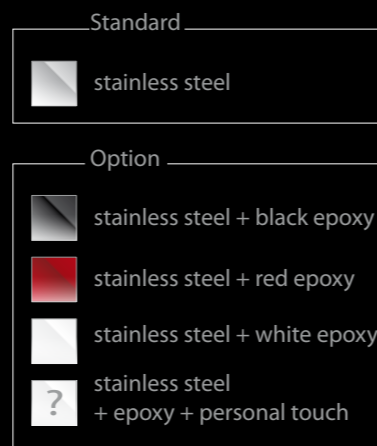 Standard
stainless steel
Option
stainless steel + black epoxy
stainless steel + red epoxy
stainless steel + white epoxy
?
stainless steel
+ epoxy + personal touch